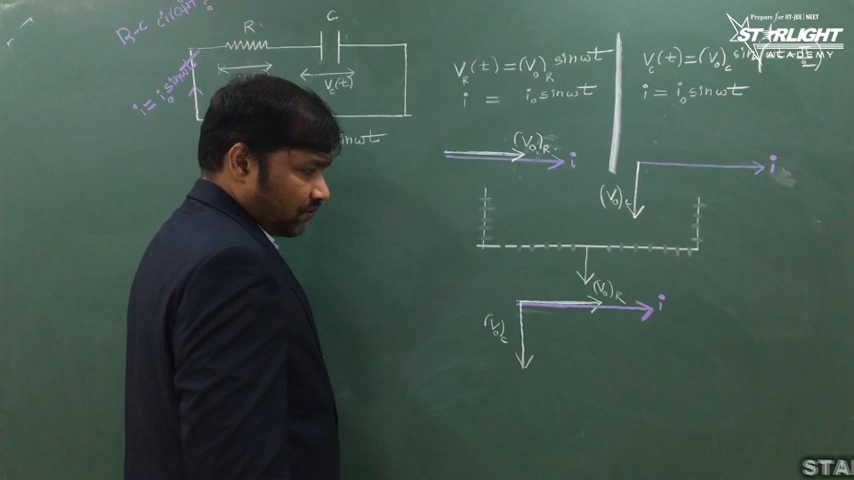 R-C circuit
R
C
i = i₀ sinωt
V_C(t)
sinωt
V_R(t) = (V₀)_R sinωt
i = i₀ sinωt
V_C(t) = (V₀)_C sin
i = i₀ sinωt
(V₀)_R
i
i
(V₀)_C
(V₀)_R
i
(V₀)_C
Prepare for IIT-JEE | NEET
STARLIGHT
ACADEMY
STAR